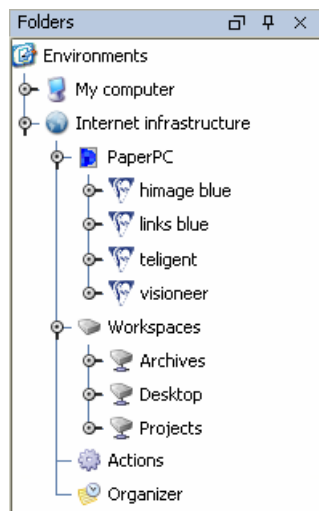 Folders
Environments
My computer
Internet infrastructure
PaperPC
himage blue
links blue
teligent
visioneer
Workspaces
Archives
Desktop
Projects
Actions
Organizer